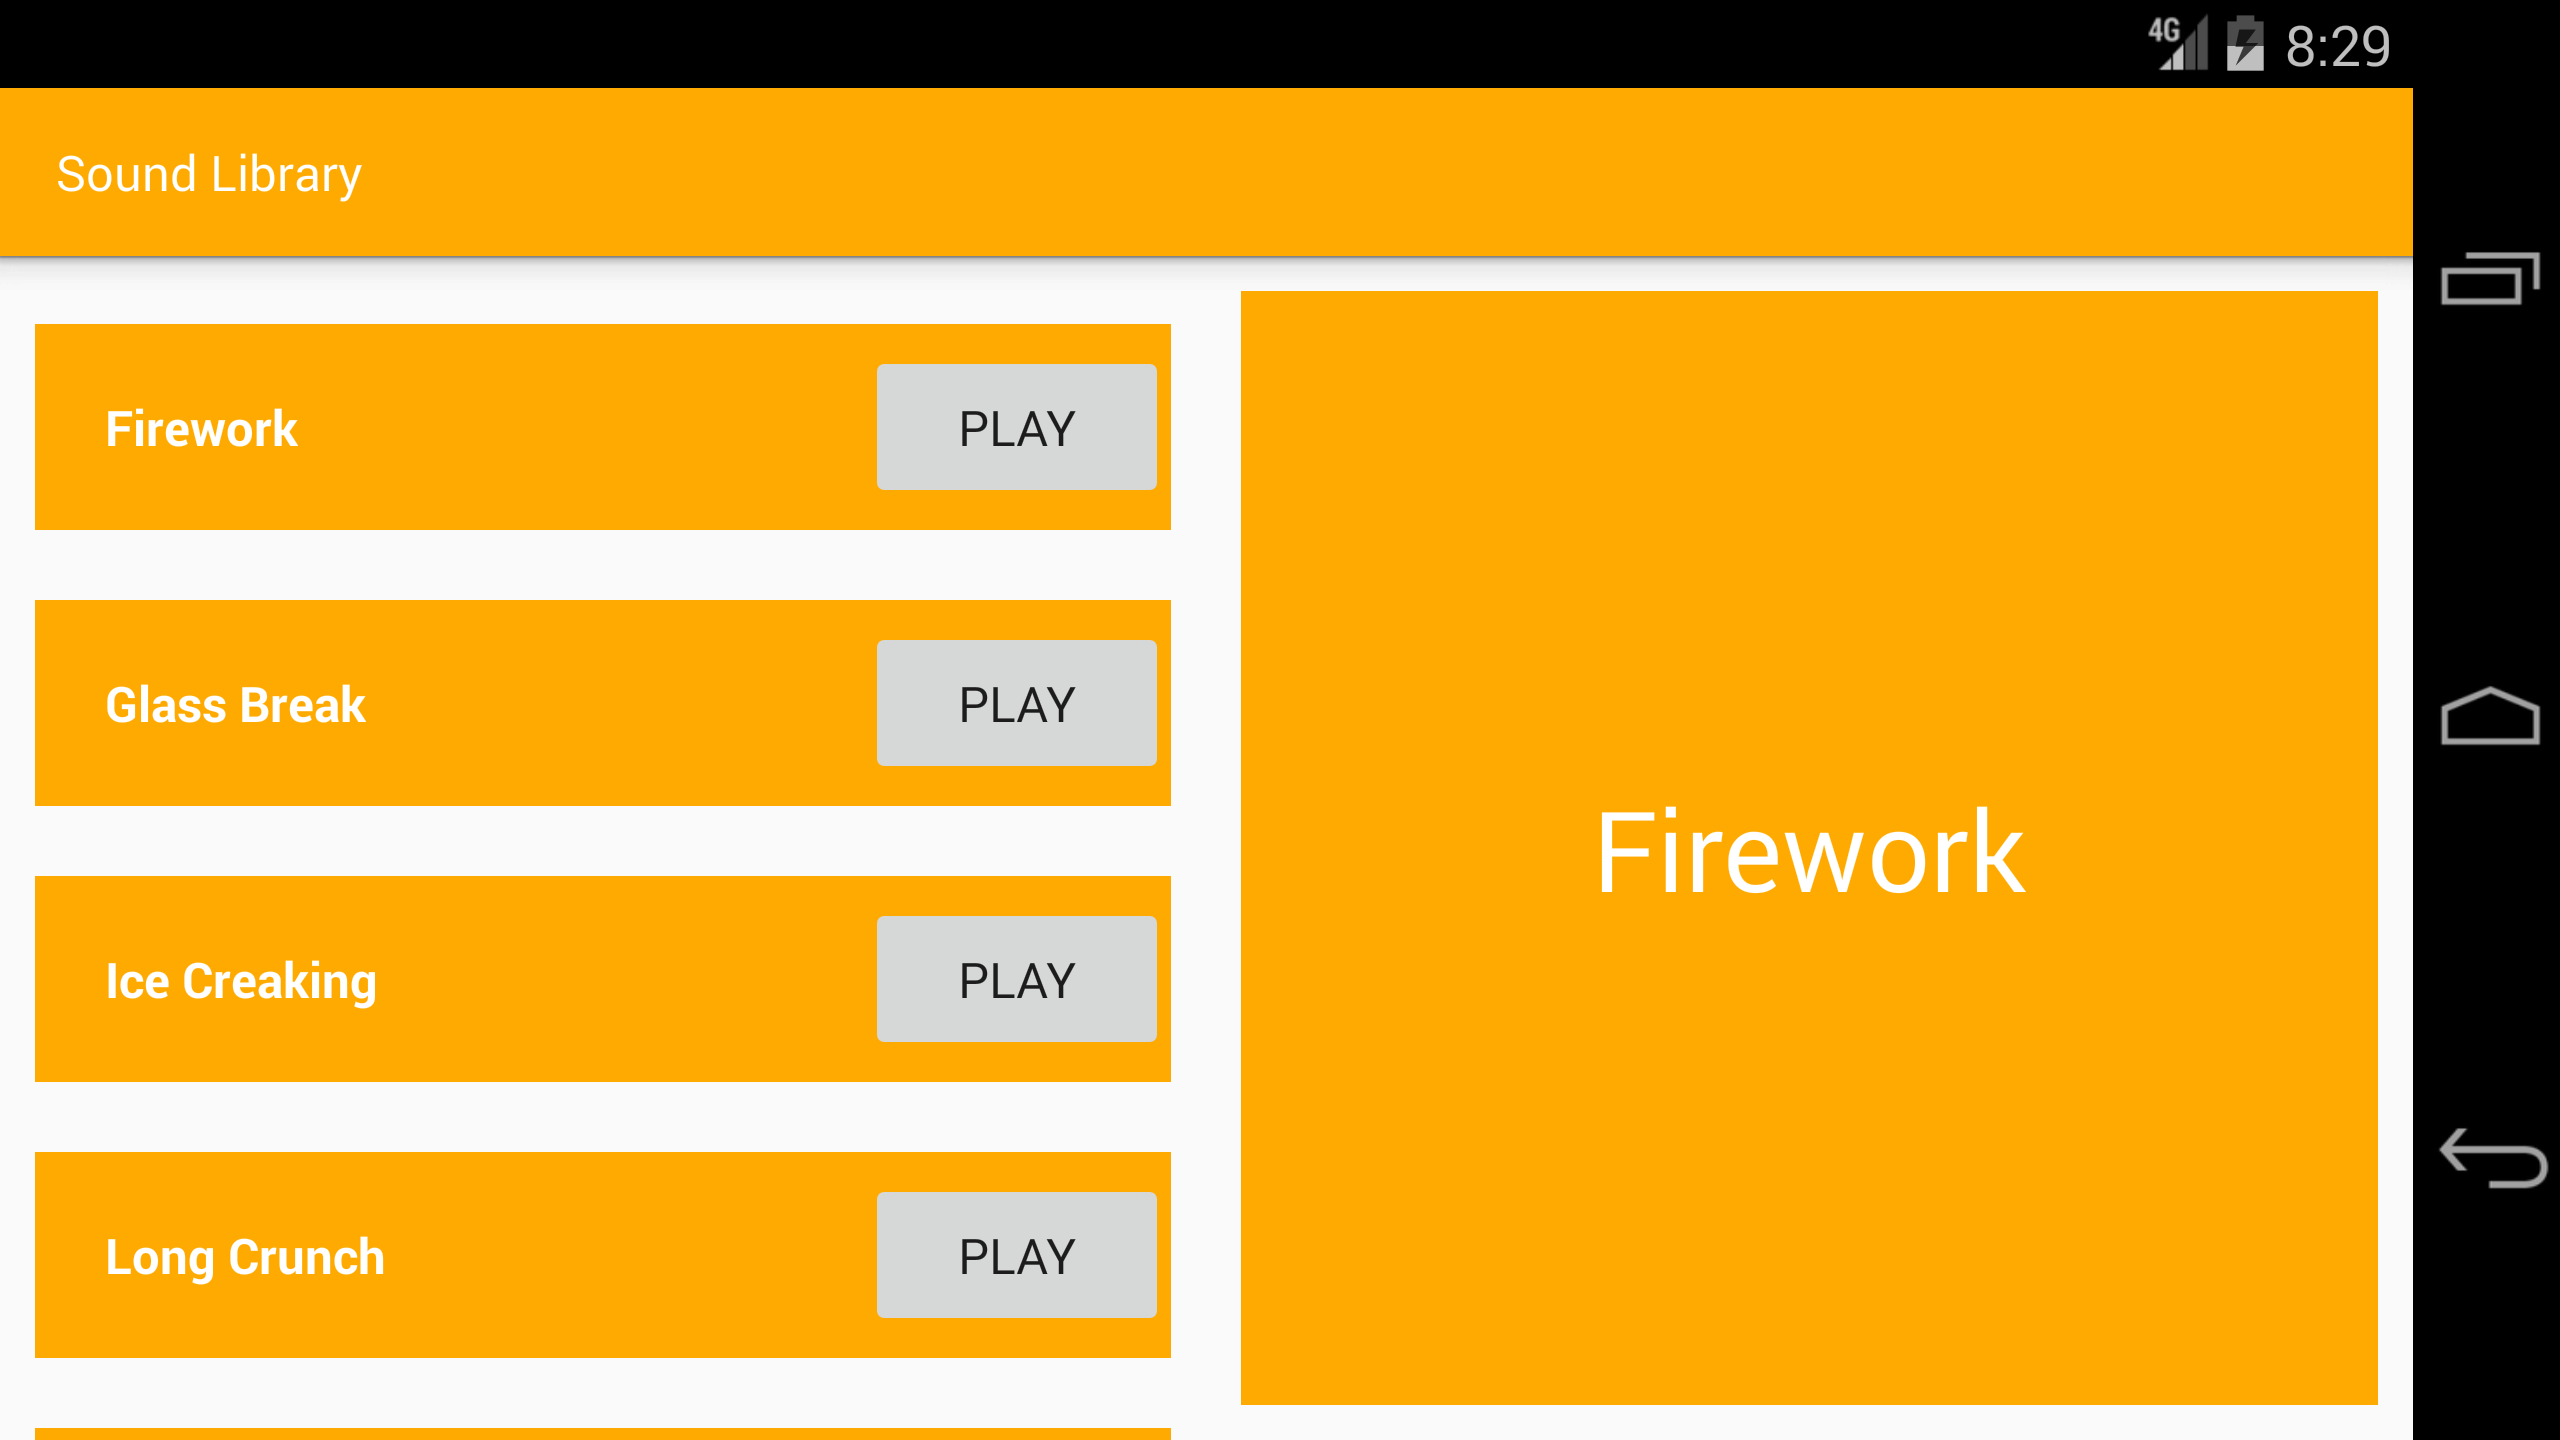 4G 8:29
Sound Library
Firework PLAY
Glass Break PLAY
Ice Creaking PLAY
Long Crunch PLAY
Firework